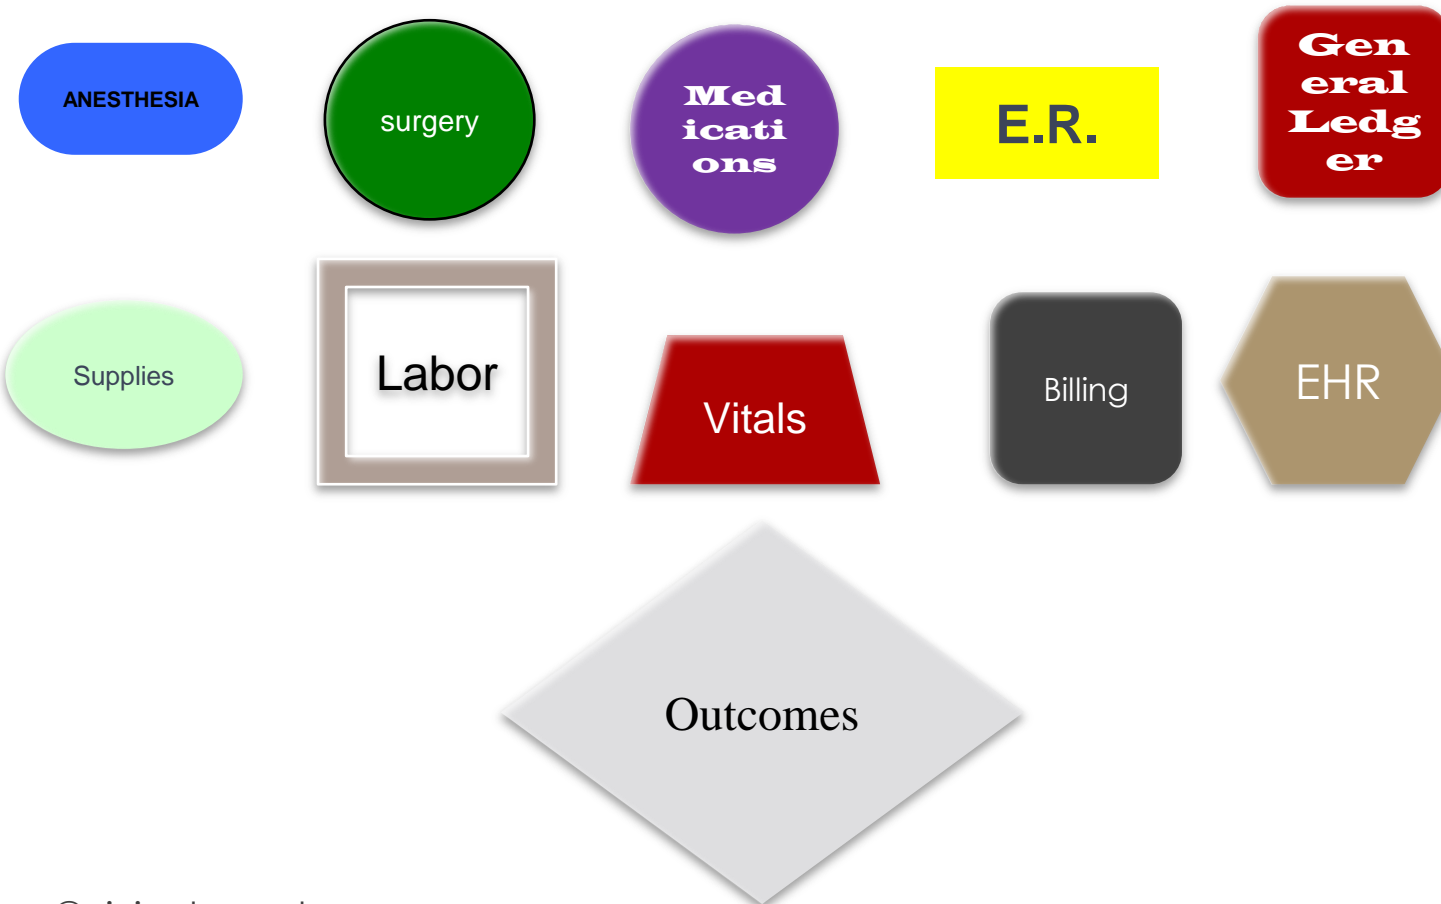 ANESTHESIA
surgery
Med
icati
ons
E.R.
Gen
eral
Ledg
er
Supplies
Labor
Vitals
Billing
EHR
Outcomes